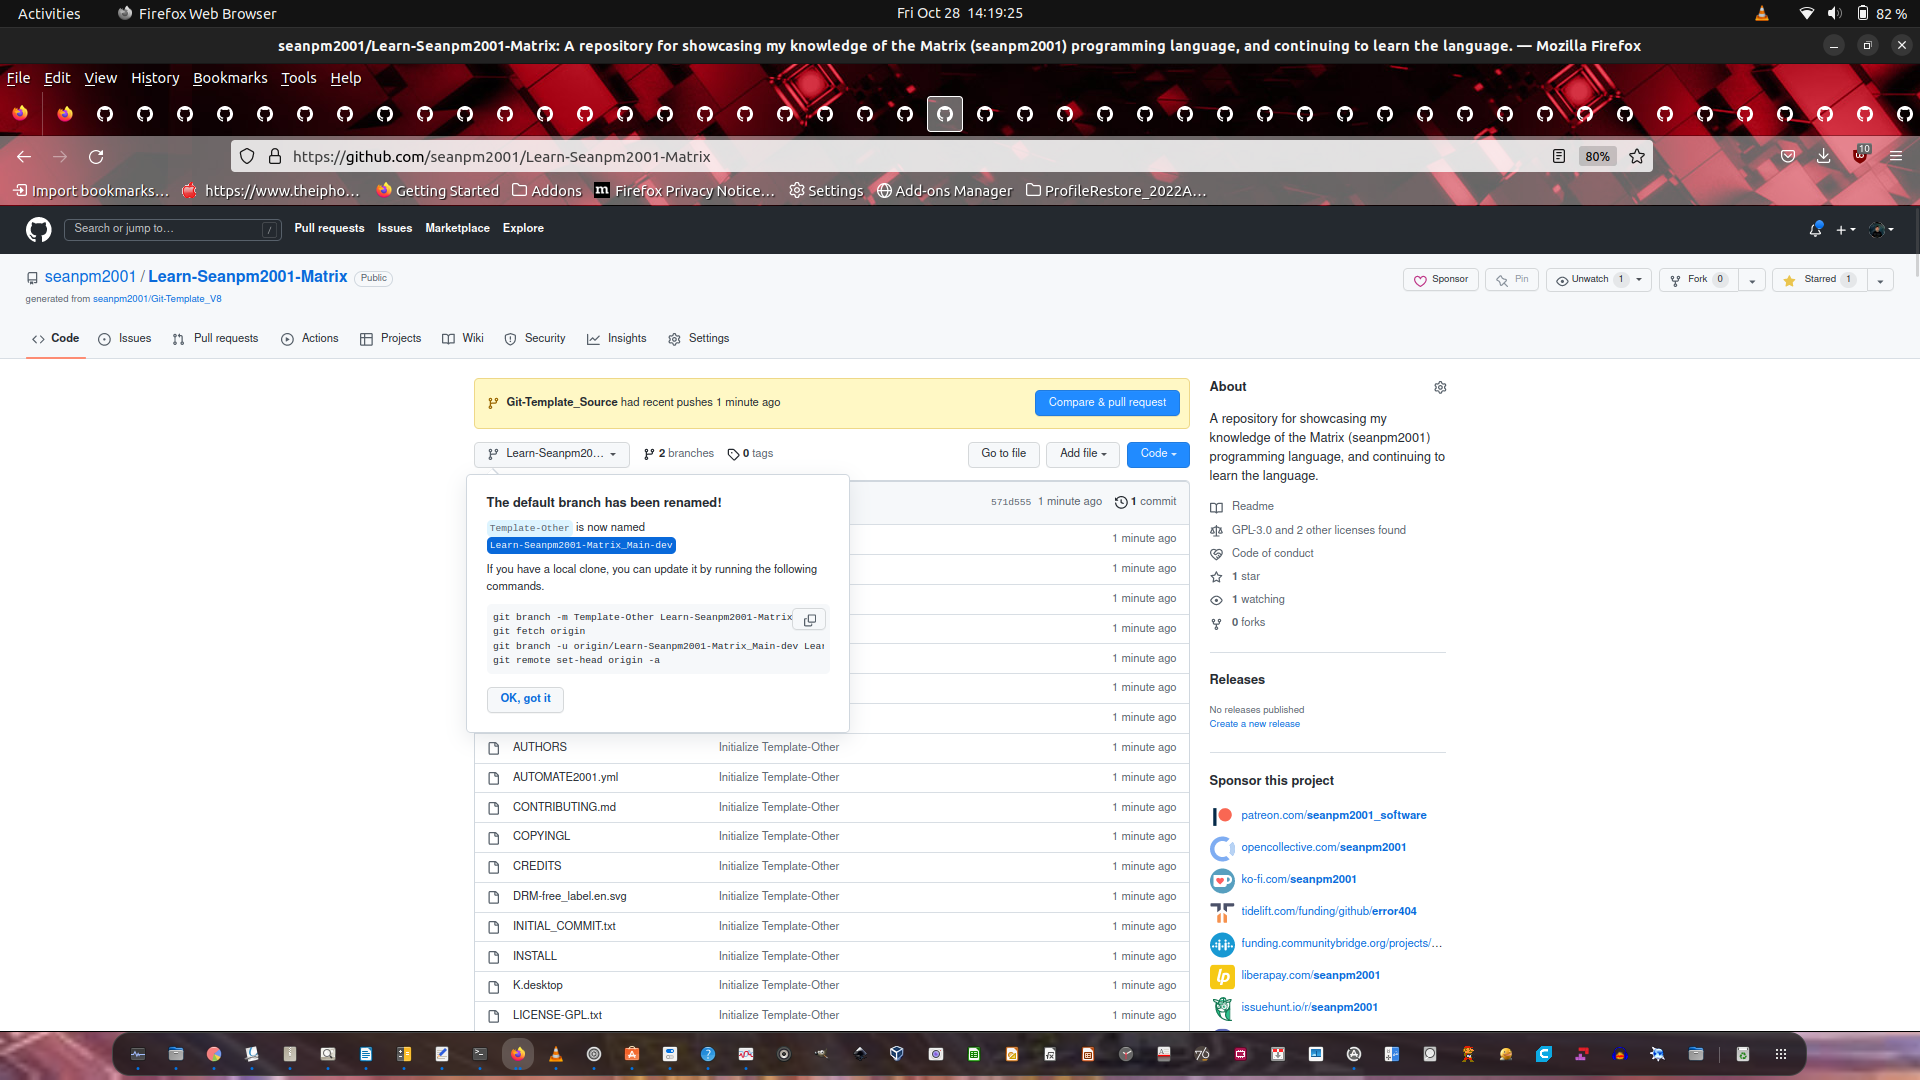 Activities
Firefox Web Browser
Fri Oct 28 14:19:25
82 %
seanpm2001/Learn-Seanpm2001-Matrix: A repository for showcasing my knowledge of the Matrix (seanpm2001) programming language, and continuing to learn the language. — Mozilla Firefox
File Edit View History Bookmarks Tools Help
https://github.com/seanpm2001/Learn-Seanpm2001-Matrix
80%
10
Import bookmarks…
https://www.theipho…
Getting Started
Addons
Firefox Privacy Notice…
Settings
Add-ons Manager
ProfileRestore_2022A…
Search or jump to…
/
Pull requests
Issues
Marketplace
Explore
seanpm2001 / Learn-Seanpm2001-Matrix
Public
generated from seanpm2001/Git-Template_V8
Sponsor
Pin
Unwatch 1
Fork 0
Starred 1
Code
Issues
Pull requests
Actions
Projects
Wiki
Security
Insights
Settings
Git-Template_Source had recent pushes 1 minute ago
Compare & pull request
Learn-Seanpm20…
2 branches
0 tags
Go to file
Add file
Code
571d555 1 minute ago
1 commit
The default branch has been renamed!
Template-Other is now named
Learn-Seanpm2001-Matrix_Main-dev
If you have a local clone, you can update it by running the following
commands.
git branch -m Template-Other Learn-Seanpm2001-Matrix
git fetch origin
git branch -u origin/Learn-Seanpm2001-Matrix_Main-dev Lear
git remote set-head origin -a
OK, got it
1 minute ago
1 minute ago
1 minute ago
1 minute ago
1 minute ago
1 minute ago
1 minute ago
AUTHORS Initialize Template-Other 1 minute ago
AUTOMATE2001.yml Initialize Template-Other 1 minute ago
CONTRIBUTING.md Initialize Template-Other 1 minute ago
COPYINGL Initialize Template-Other 1 minute ago
CREDITS Initialize Template-Other 1 minute ago
DRM-free_label.en.svg Initialize Template-Other 1 minute ago
INITIAL_COMMIT.txt Initialize Template-Other 1 minute ago
INSTALL Initialize Template-Other 1 minute ago
K.desktop Initialize Template-Other 1 minute ago
LICENSE-GPL.txt Initialize Template-Other 1 minute ago
About
A repository for showcasing my
knowledge of the Matrix (seanpm2001)
programming language, and continuing to
learn the language.
Readme
GPL-3.0 and 2 other licenses found
Code of conduct
1 star
1 watching
0 forks
Releases
No releases published
Create a new release
Sponsor this project
patreon.com/seanpm2001_software
opencollective.com/seanpm2001
ko-fi.com/seanpm2001
tidelift.com/funding/github/error404
funding.communitybridge.org/projects/…
lp
liberapay.com/seanpm2001
issuehunt.io/r/seanpm2001
76